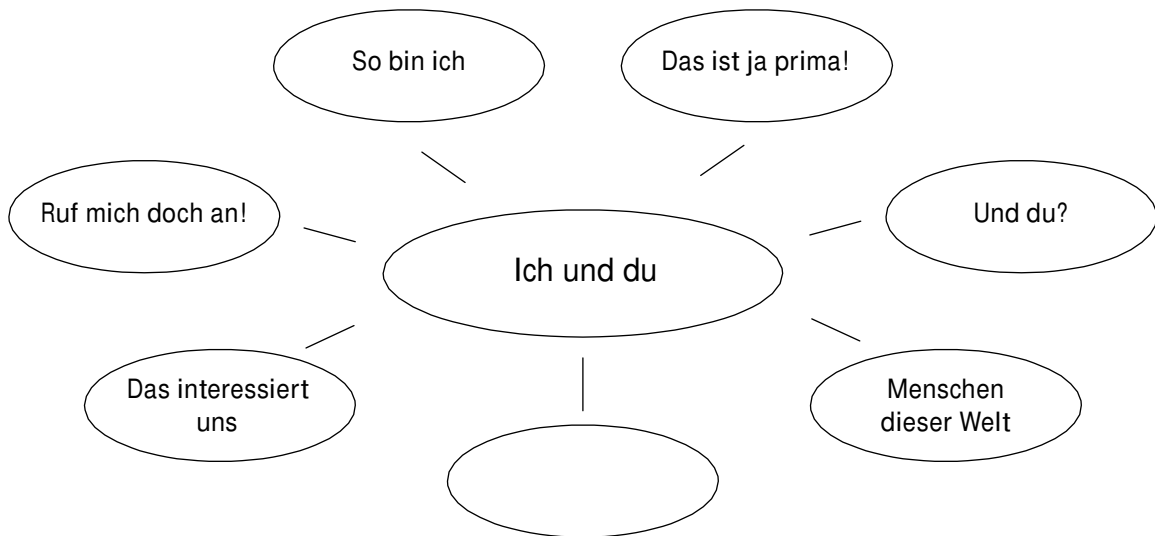 So bin ich
Das ist ja prima!
Ruf mich doch an!
Und du?
Ich und du
Das interessiert
uns
Menschen
dieser Welt